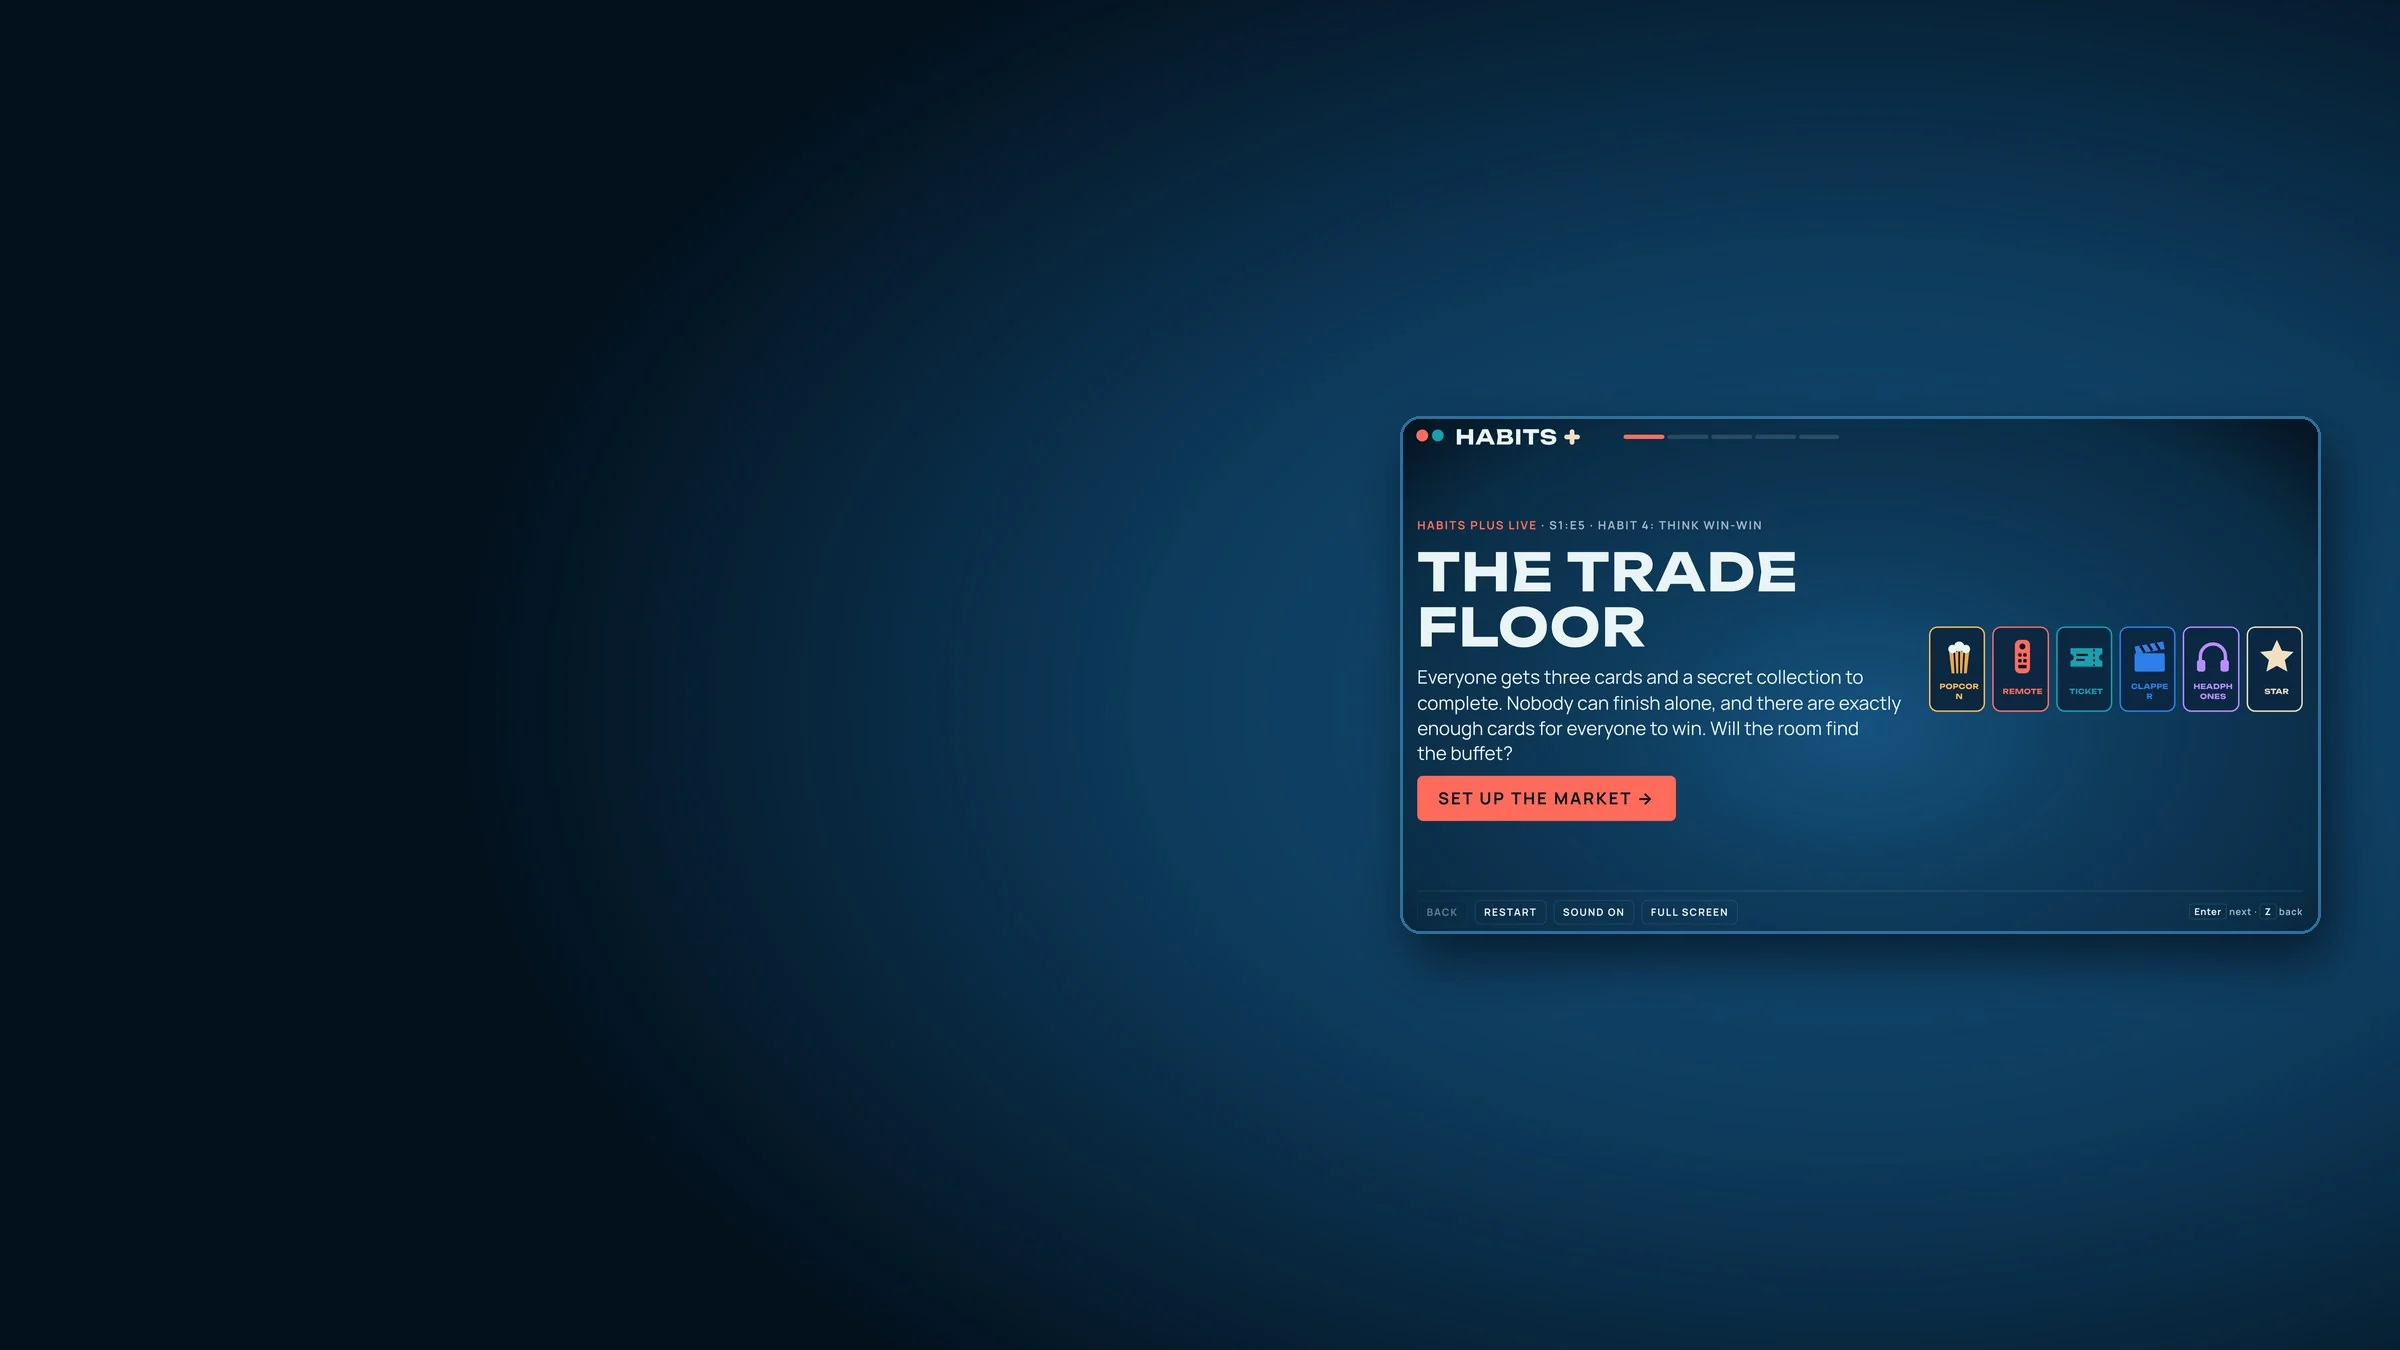 HABITS +
HABITS PLUS LIVE · S1:E5 · HABIT 4: THINK WIN-WIN
THE TRADE
FLOOR
Everyone gets three cards and a secret collection to
complete. Nobody can finish alone, and there are exactly
enough cards for everyone to win. Will the room find
the buffet?
SET UP THE MARKET →
POPCOR
N
REMOTE
TICKET
CLAPPE
R
HEADPH
ONES
STAR
BACK
RESTART
SOUND ON
FULL SCREEN
Enter next · Z back